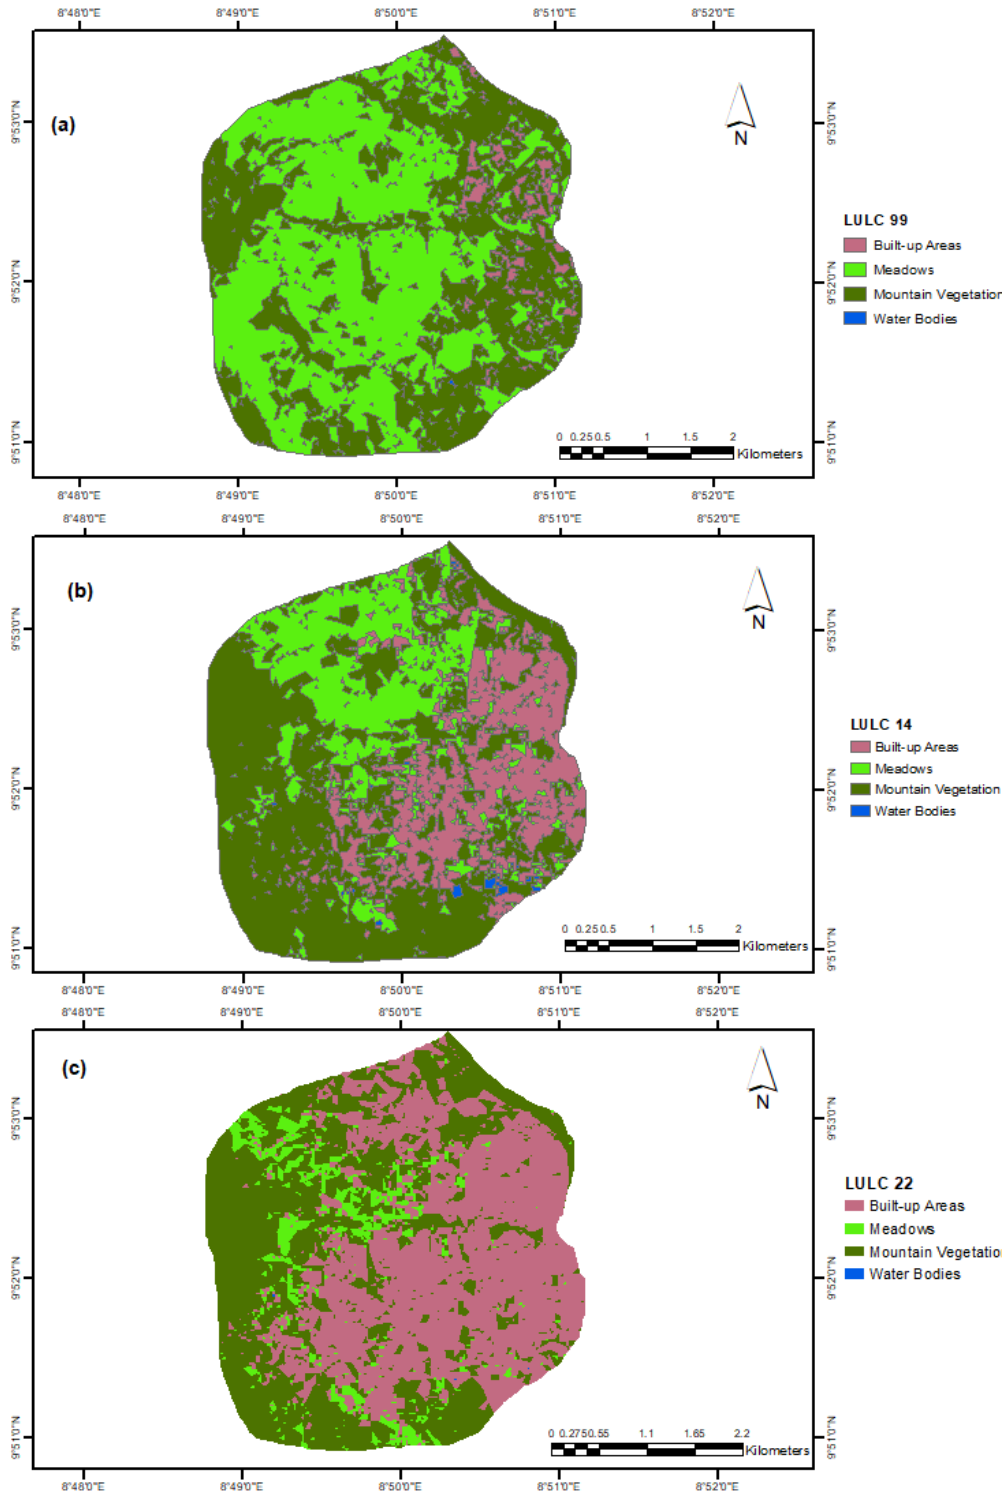 8°48'0"E 8°49'0"E 8°50'0"E 8°51'0"E 8°52'0"E
(a)
N
9°53'0"N 9°53'0"N
9°52'0"N 9°52'0"N
9°51'0"N 9°51'0"N
LULC 99
Built-up Areas
Meadows
Mountain Vegetation
Water Bodies
0 0.25 0.5 1 1.5 2
Kilometers
8°48'0"E 8°49'0"E 8°50'0"E 8°51'0"E 8°52'0"E
8°48'0"E 8°49'0"E 8°50'0"E 8°51'0"E 8°52'0"E
(b)
N
9°53'0"N 9°53'0"N
9°52'0"N 9°52'0"N
9°51'0"N 9°51'0"N
LULC 14
Built-up Areas
Meadows
Mountain Vegetation
Water Bodies
0 0.25 0.5 1 1.5 2
Kilometers
8°48'0"E 8°49'0"E 8°50'0"E 8°51'0"E 8°52'0"E
8°48'0"E 8°49'0"E 8°50'0"E 8°51'0"E 8°52'0"E
(c)
N
9°53'0"N 9°53'0"N
9°52'0"N 9°52'0"N
9°51'0"N 9°51'0"N
LULC 22
Built-up Areas
Meadows
Mountain Vegetatio
Water Bodies
0 0.275 0.55 1.1 1.65 2.2
Kilometers
8°48'0"E 8°49'0"E 8°50'0"E 8°51'0"E 8°52'0"E